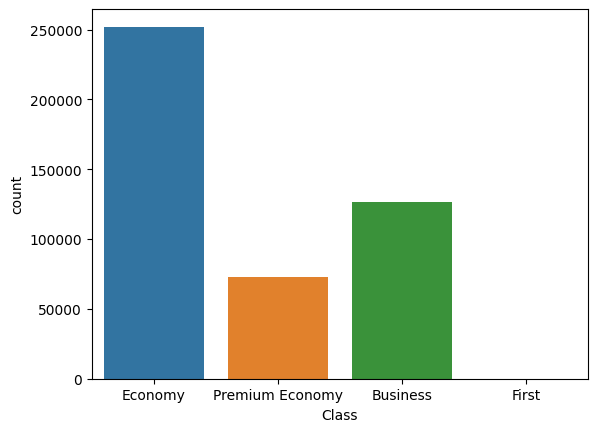 250000
200000
150000
100000
50000
0
count
Economy
Premium Economy
Business
First
Class